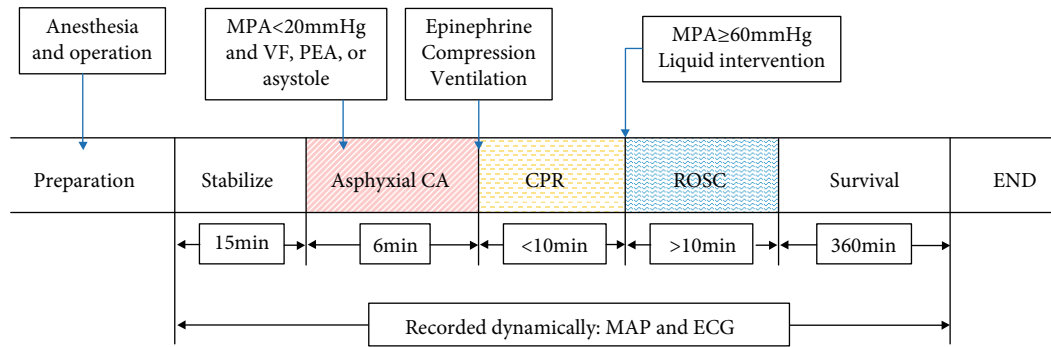 Anesthesia
and operation
MPA<20mmHg
and VF, PEA, or
asystole
Epinephrine
Compression
Ventilation
MPA≥60mmHg
Liquid intervention
Preparation
Stabilize
Asphyxial CA
CPR
ROSC
Survival
END
15min
6min
<10min
>10min
360min
Recorded dynamically: MAP and ECG